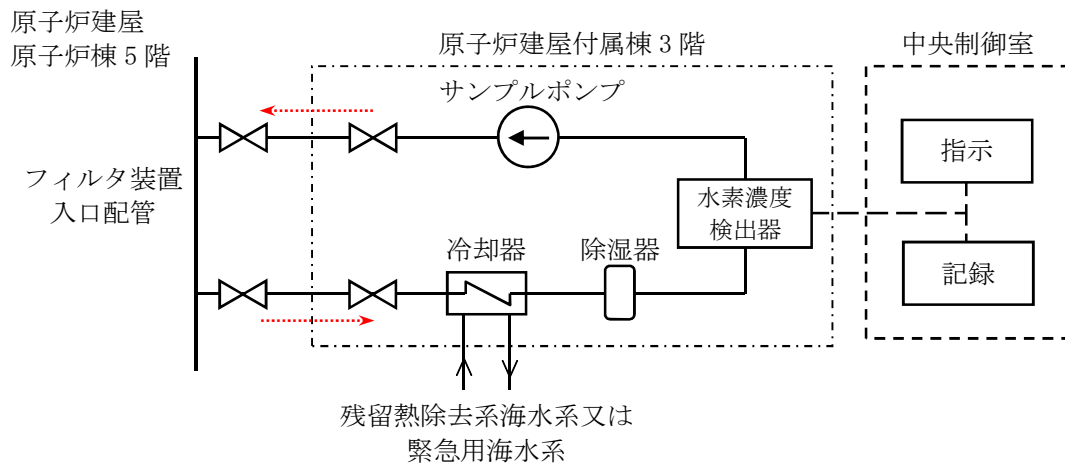 原子炉建屋
原子炉棟５階
原子炉建屋付属棟３階
中央制御室
サンプルポンプ
指示
フィルタ装置
入口配管
水素濃度
検出器
冷却器
除湿器
記録
残留熱除去系海水系又は
緊急用海水系